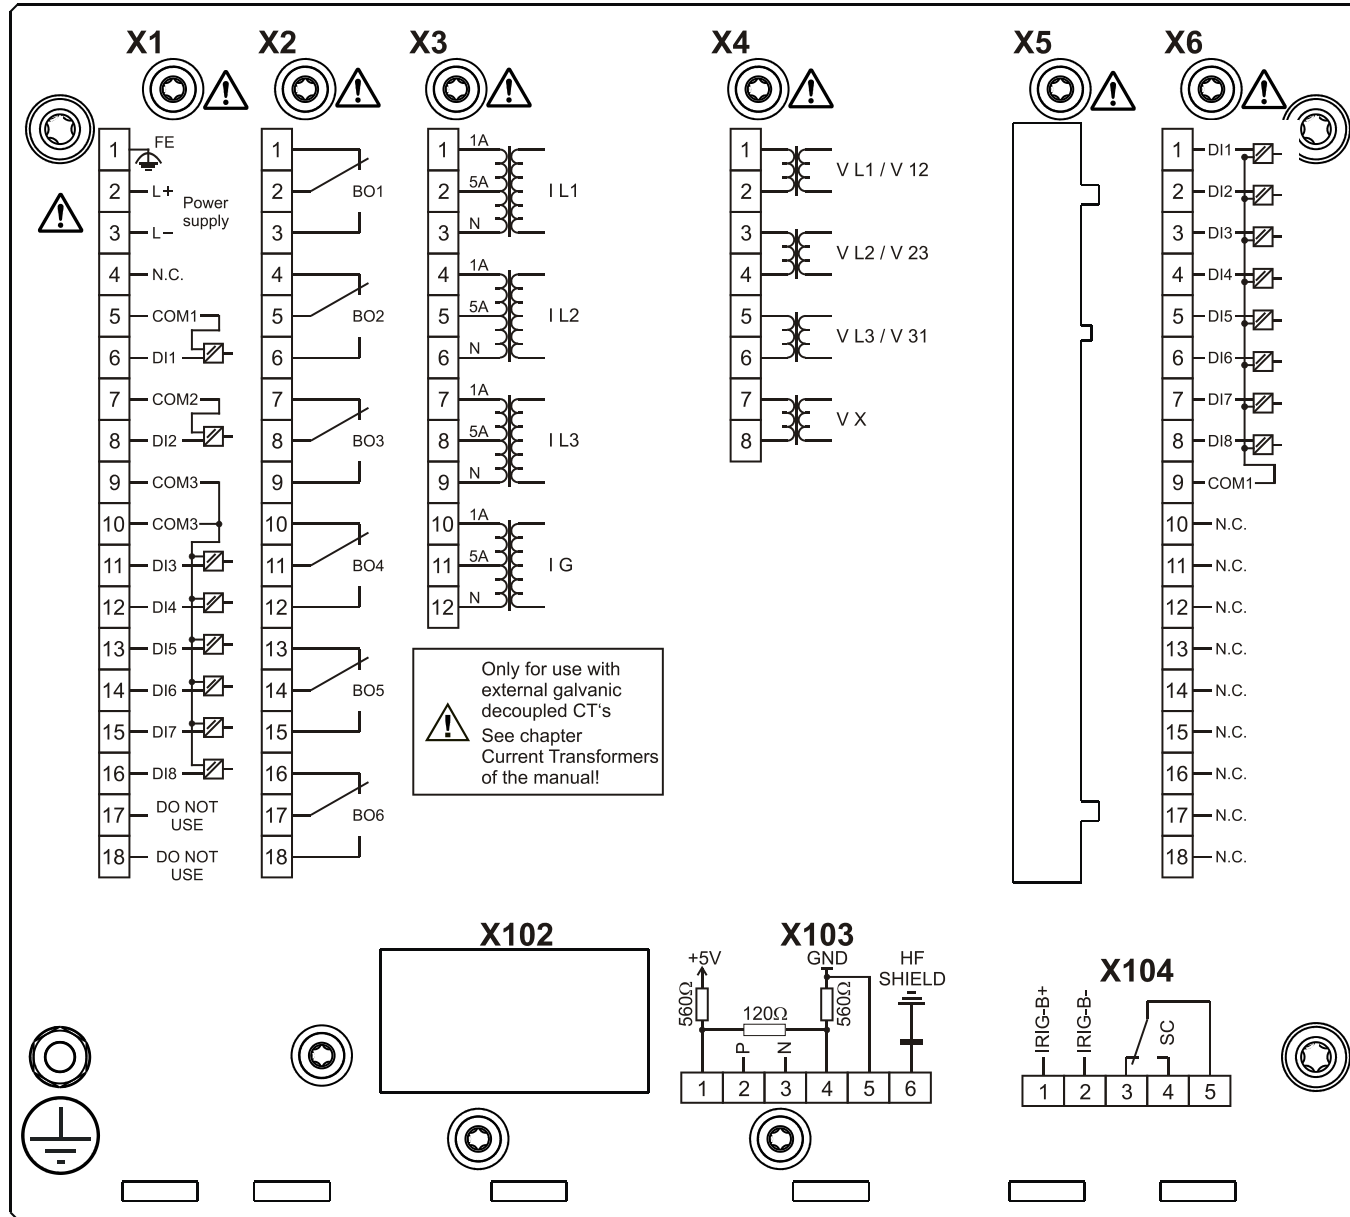 X1
X2
X3
X4
X5
X6
1 FE
2 L+
Power
supply
3 L−
4 N.C.
5 COM1
6 DI1
7 COM2
8 DI2
9 COM3
10 COM3
11 DI3
12 DI4
13 DI5
14 DI6
15 DI7
16 DI8
17 DO NOT
USE
18 DO NOT
USE
1
2 BO1
3
4
5 BO2
6
7
8 BO3
9
10
11 BO4
12
13
14 BO5
15
16
17 BO6
18
1 1A
2 5A I L1
3 N
4 1A
5 5A I L2
6 N
7 1A
8 5A I L3
9 N
10 1A
11 5A I G
12 N
Only for use with
external galvanic
decoupled CT‘s
See chapter
Current Transformers
of the manual!
1
V L1 / V 12
2
3
V L2 / V 23
4
5
V L3 / V 31
6
7
V X
8
1 DI1
2 DI2
3 DI3
4 DI4
5 DI5
6 DI6
7 DI7
8 DI8
9 COM1
10 N.C.
11 N.C.
12 N.C.
13 N.C.
14 N.C.
15 N.C.
16 N.C.
17 N.C.
18 N.C.
X102
X103
+5V
GND
HF
SHIELD
560Ω
120Ω
560Ω
P
N
1 2 3 4 5 6
X104
IRIG-B+
IRIG-B-
SC
1 2 3 4 5